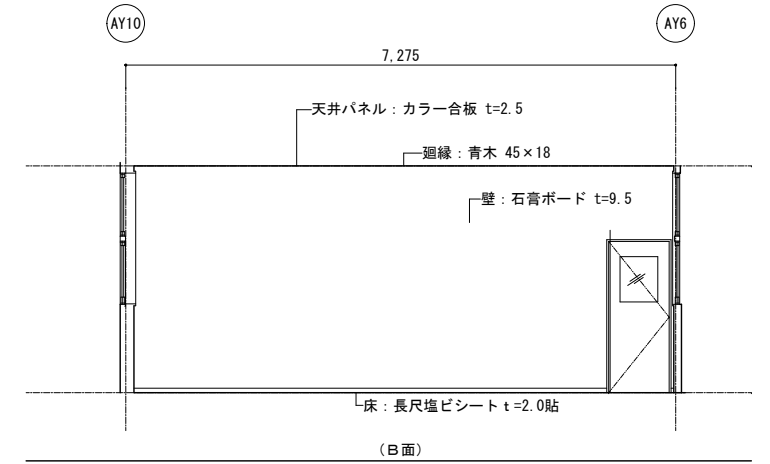 AY10
AY6
7,275
天井パネル：カラー合板 t=2.5
廻縁：青木 45×18
壁：石膏ボード t=9.5
床：長尺塩ビシートｔ=2.0貼
（Ｂ面）